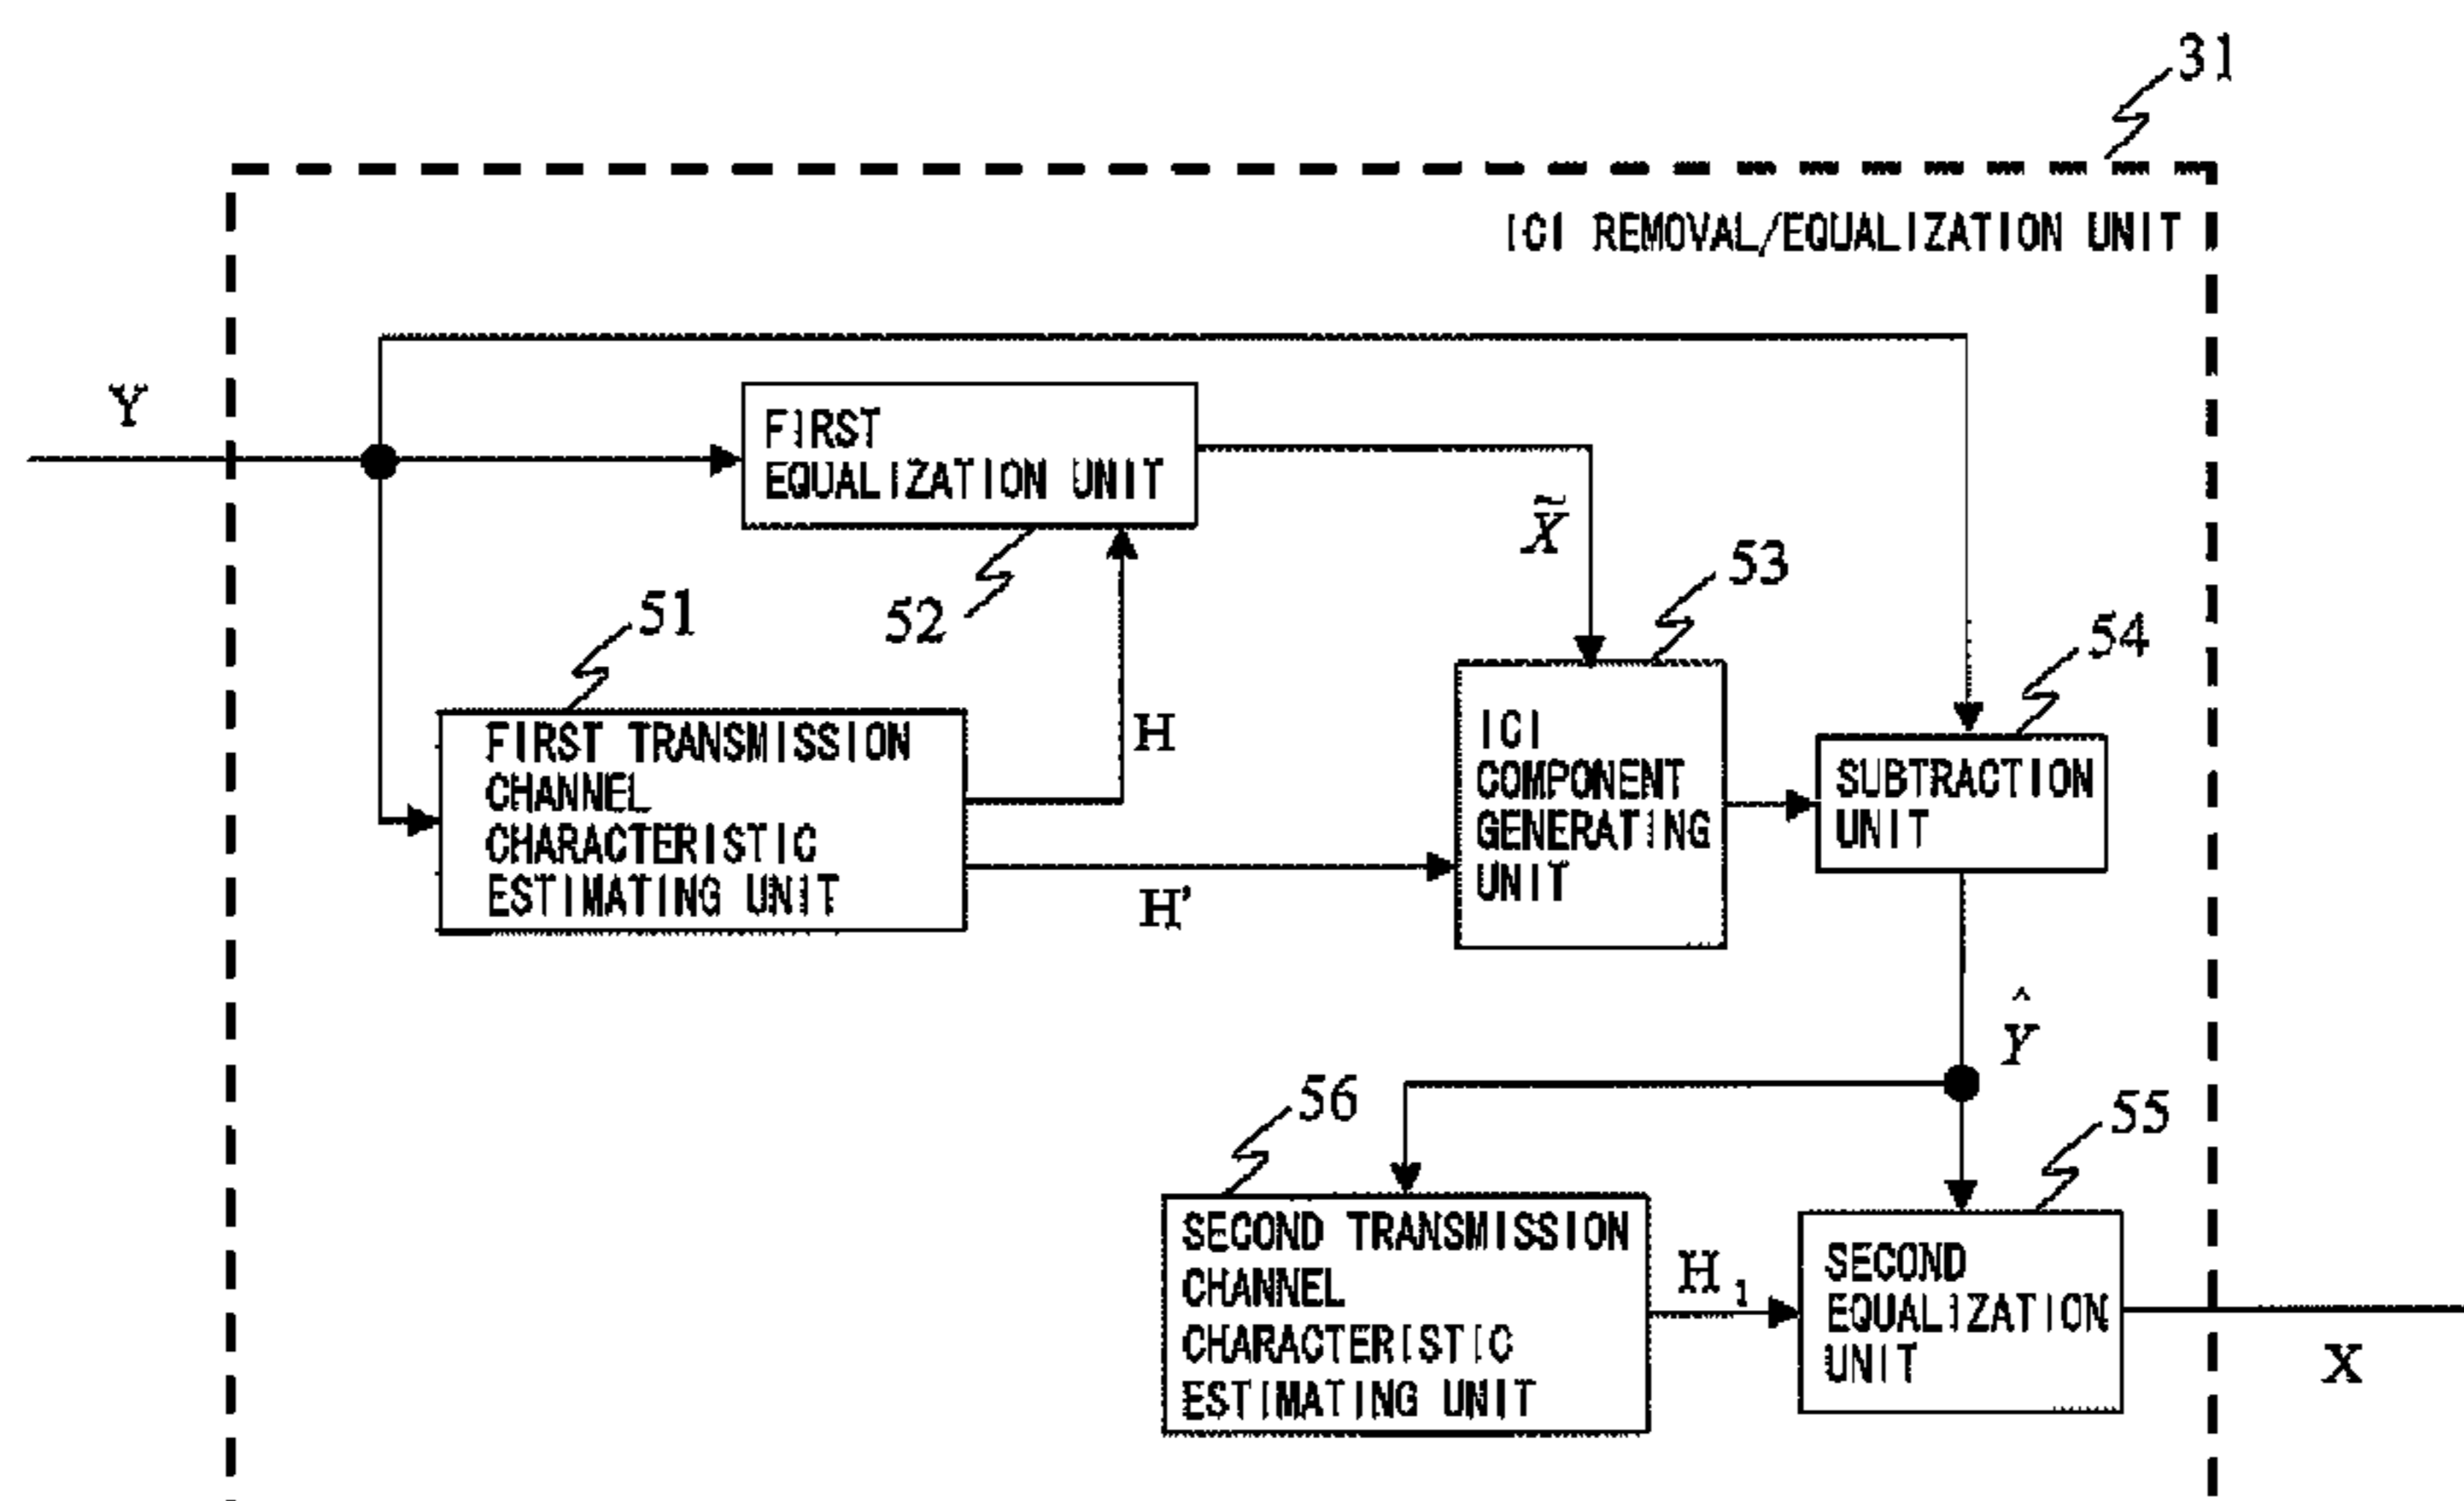 31
ICI REMOVAL/EQUALIZATION UNIT
Y
FIRST
EQUALIZATION UNIT
X̃
53
52
51
54
FIRST TRANSMISSION
CHANNEL
CHARACTERISTIC
ESTIMATING UNIT
H
H'
ICI
COMPONENT
GENERATING
UNIT
SUBTRACTION
UNIT
Ŷ
56
55
SECOND TRANSMISSION
CHANNEL
CHARACTERISTIC
ESTIMATING UNIT
H₁
SECOND
EQUALIZATION
UNIT
X